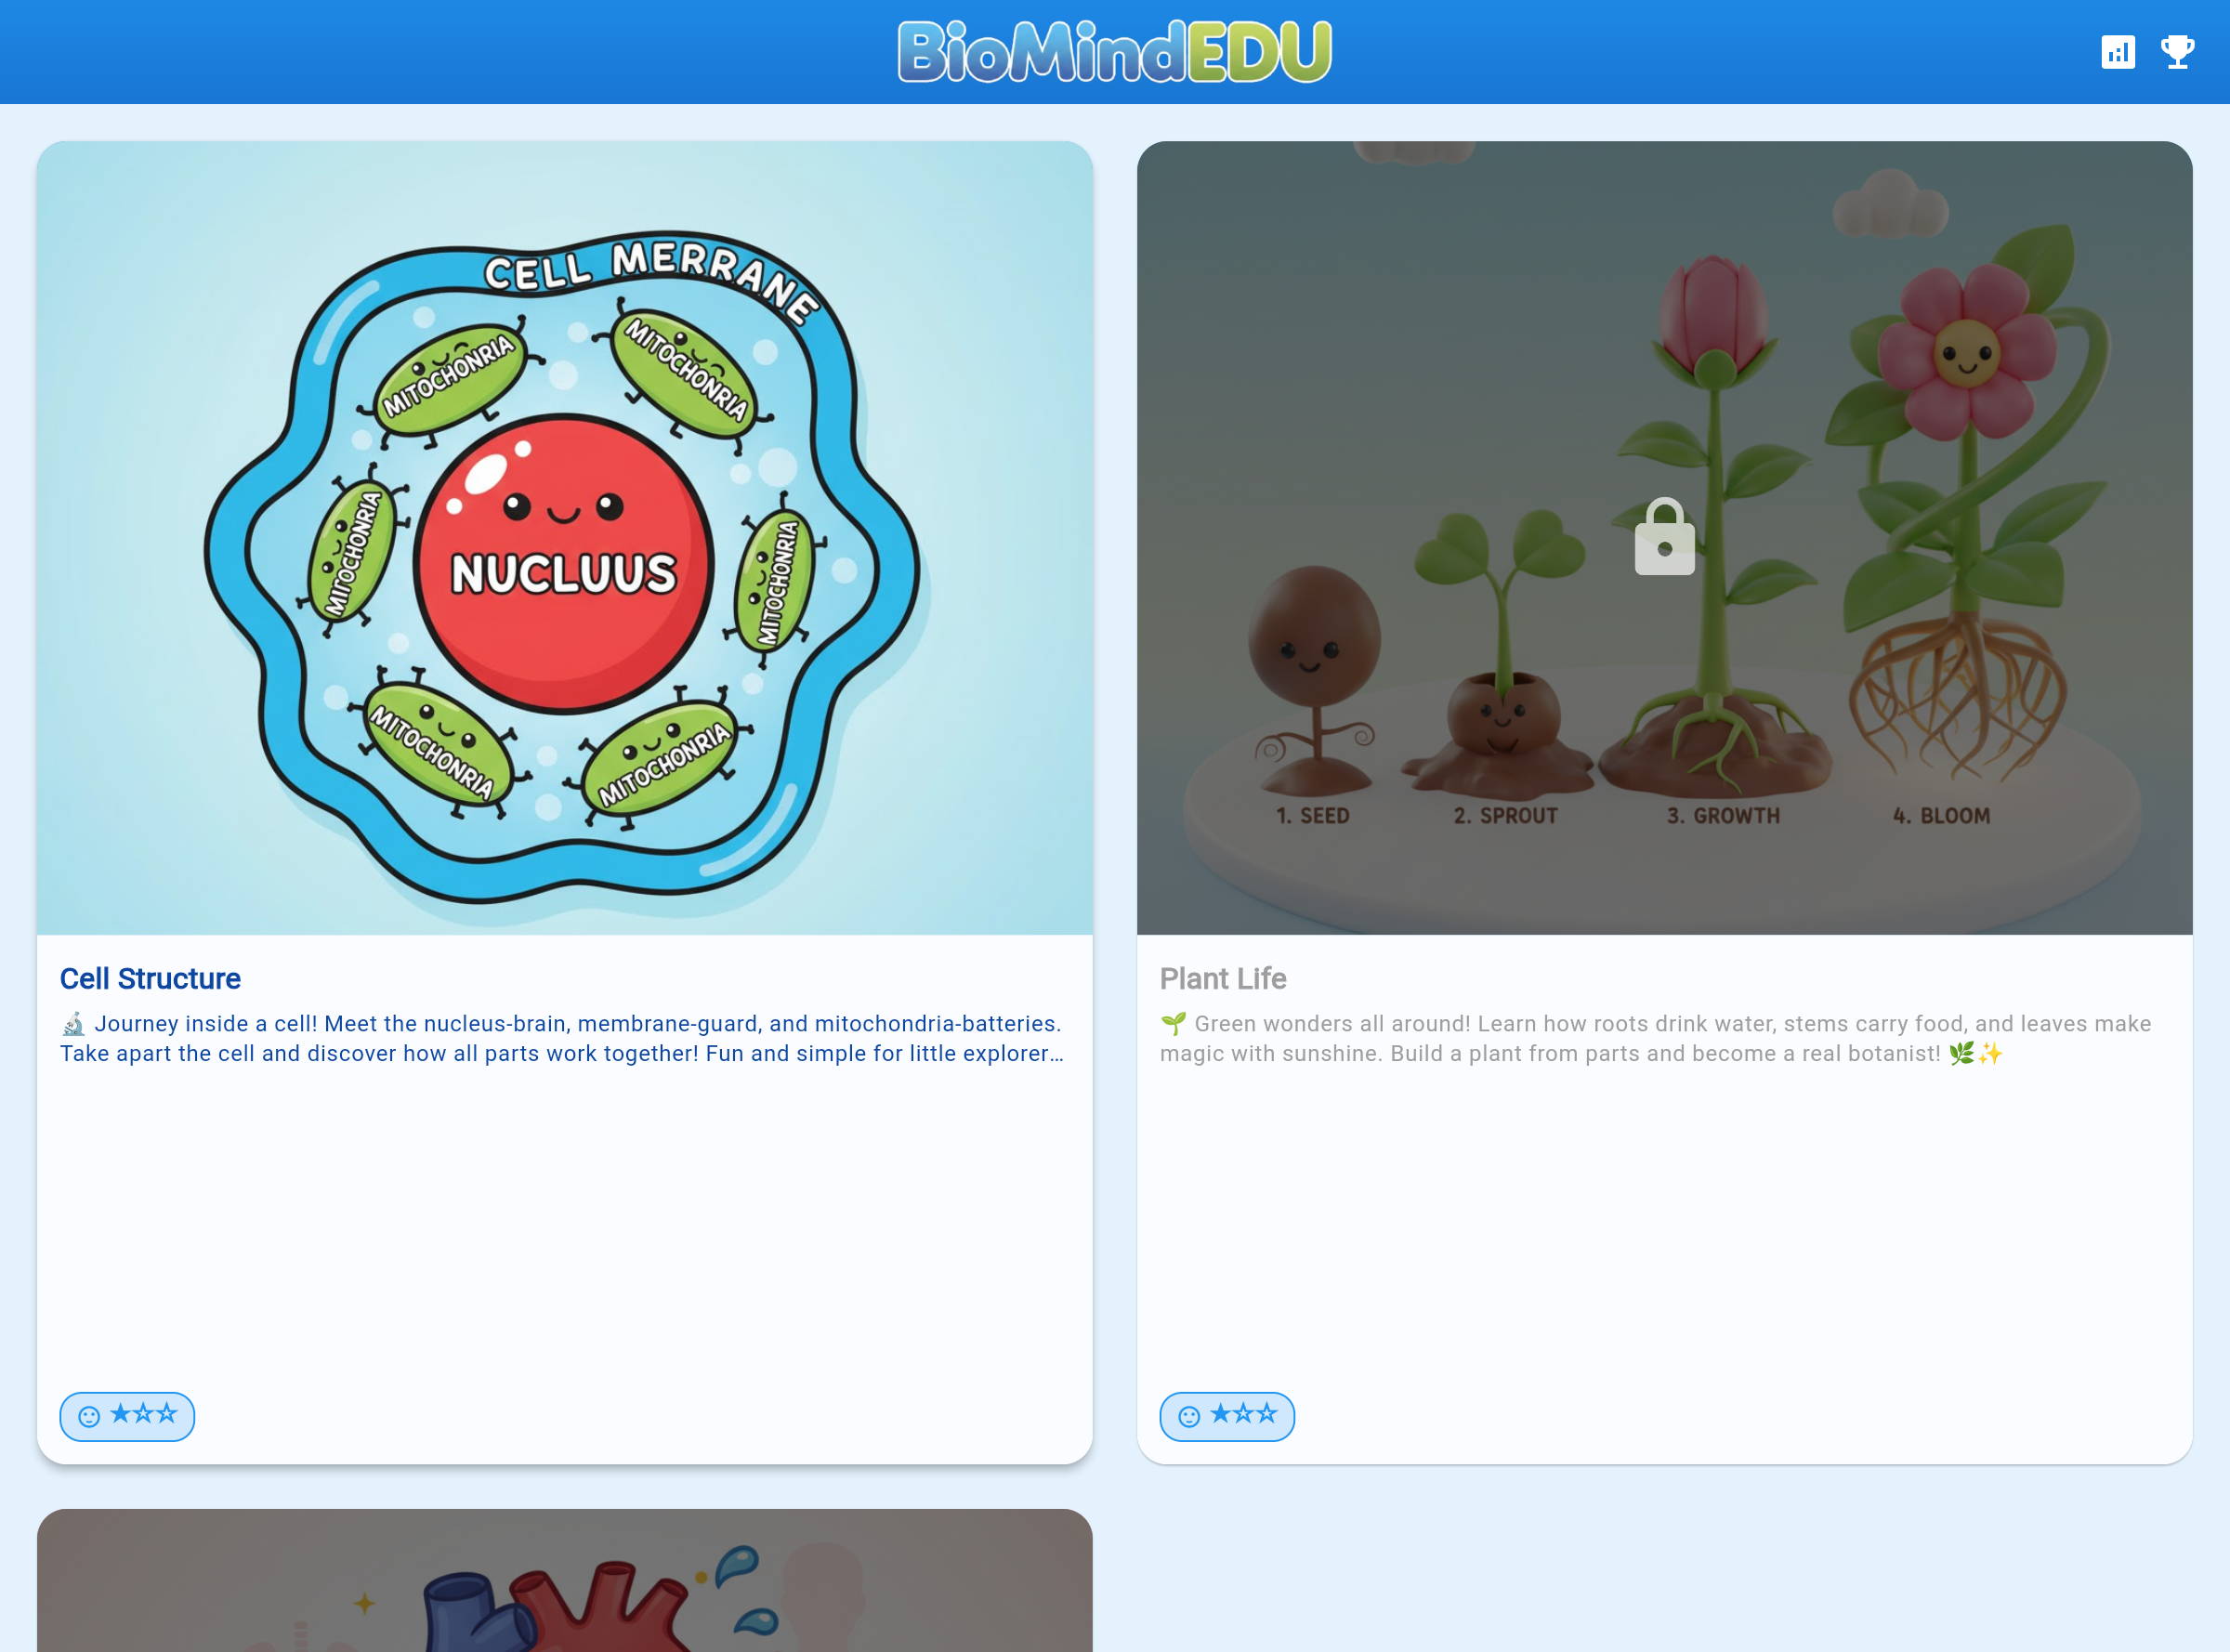 BioMindEDU
CELL MERRANE
MITOCHONRIA
MITOCHONRIA
MITOCHONRIA
NUCLUUS
MITOCHONRIA
MITOCHONRIA
MITOCHONRIA
1. SEED
2. SPROUT
3. GROWTH
4. BLOOM
Cell Structure
🔬 Journey inside a cell! Meet the nucleus-brain, membrane-guard, and mitochondria-batteries.
Take apart the cell and discover how all parts work together! Fun and simple for little explorer…
Plant Life
🌱 Green wonders all around! Learn how roots drink water, stems carry food, and leaves make
magic with sunshine. Build a plant from parts and become a real botanist! 🌿✨